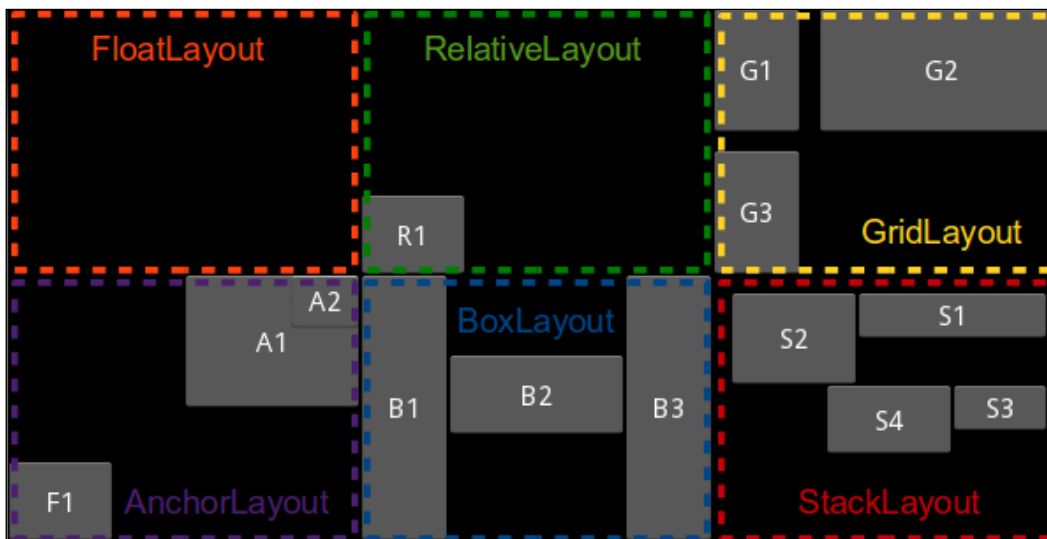 FloatLayout
RelativeLayout
G1
G2
R1
G3
GridLayout
A2
A1
BoxLayout
S1
S2
B1
B2
B3
S4
S3
F1
AnchorLayout
StackLayout